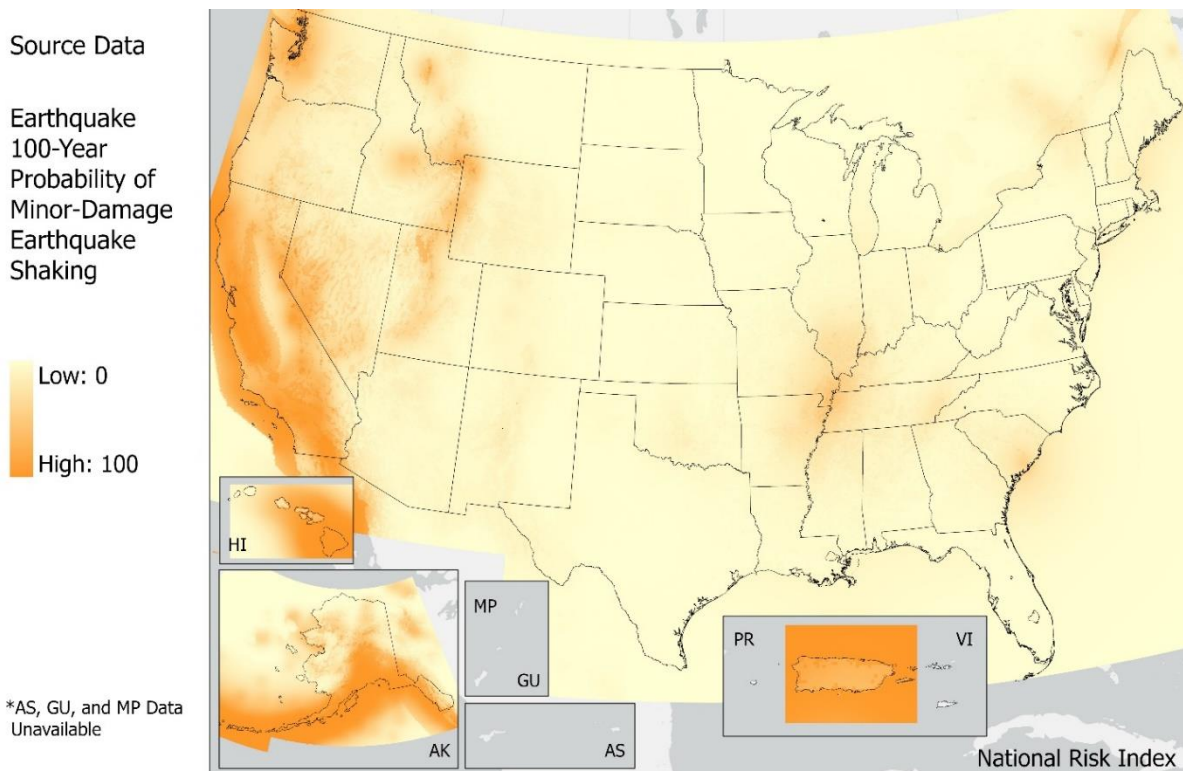 Source Data
Earthquake
100-Year
Probability of
Minor-Damage
Earthquake
Shaking
Low: 0
High: 100
*AS, GU, and MP Data
Unavailable
HI
AK
MP
GU
AS
PR
VI
National Risk Index